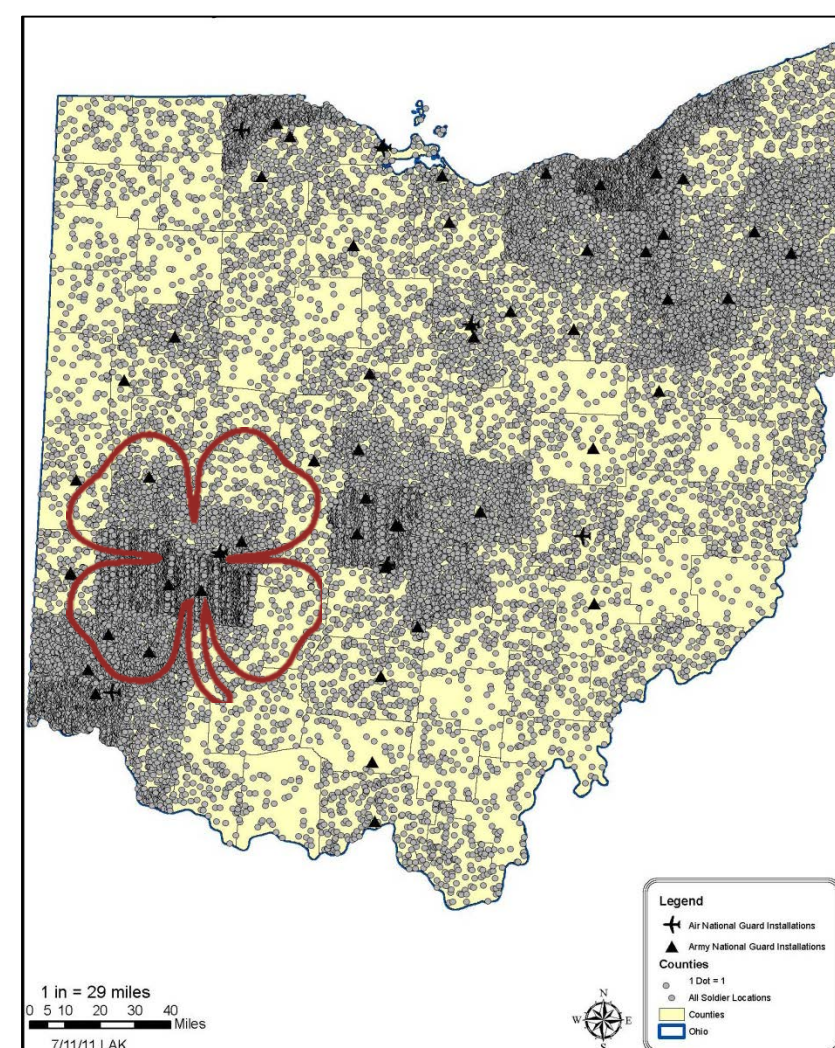 Legend
Air National Guard Installations
Army National Guard Installations
Counties
1 Dot = 1
All Soldier Locations
Counties
Ohio
1 in = 29 miles
0 5 10 20 30 40
Miles
7/11/11 LAK
N
W E
S